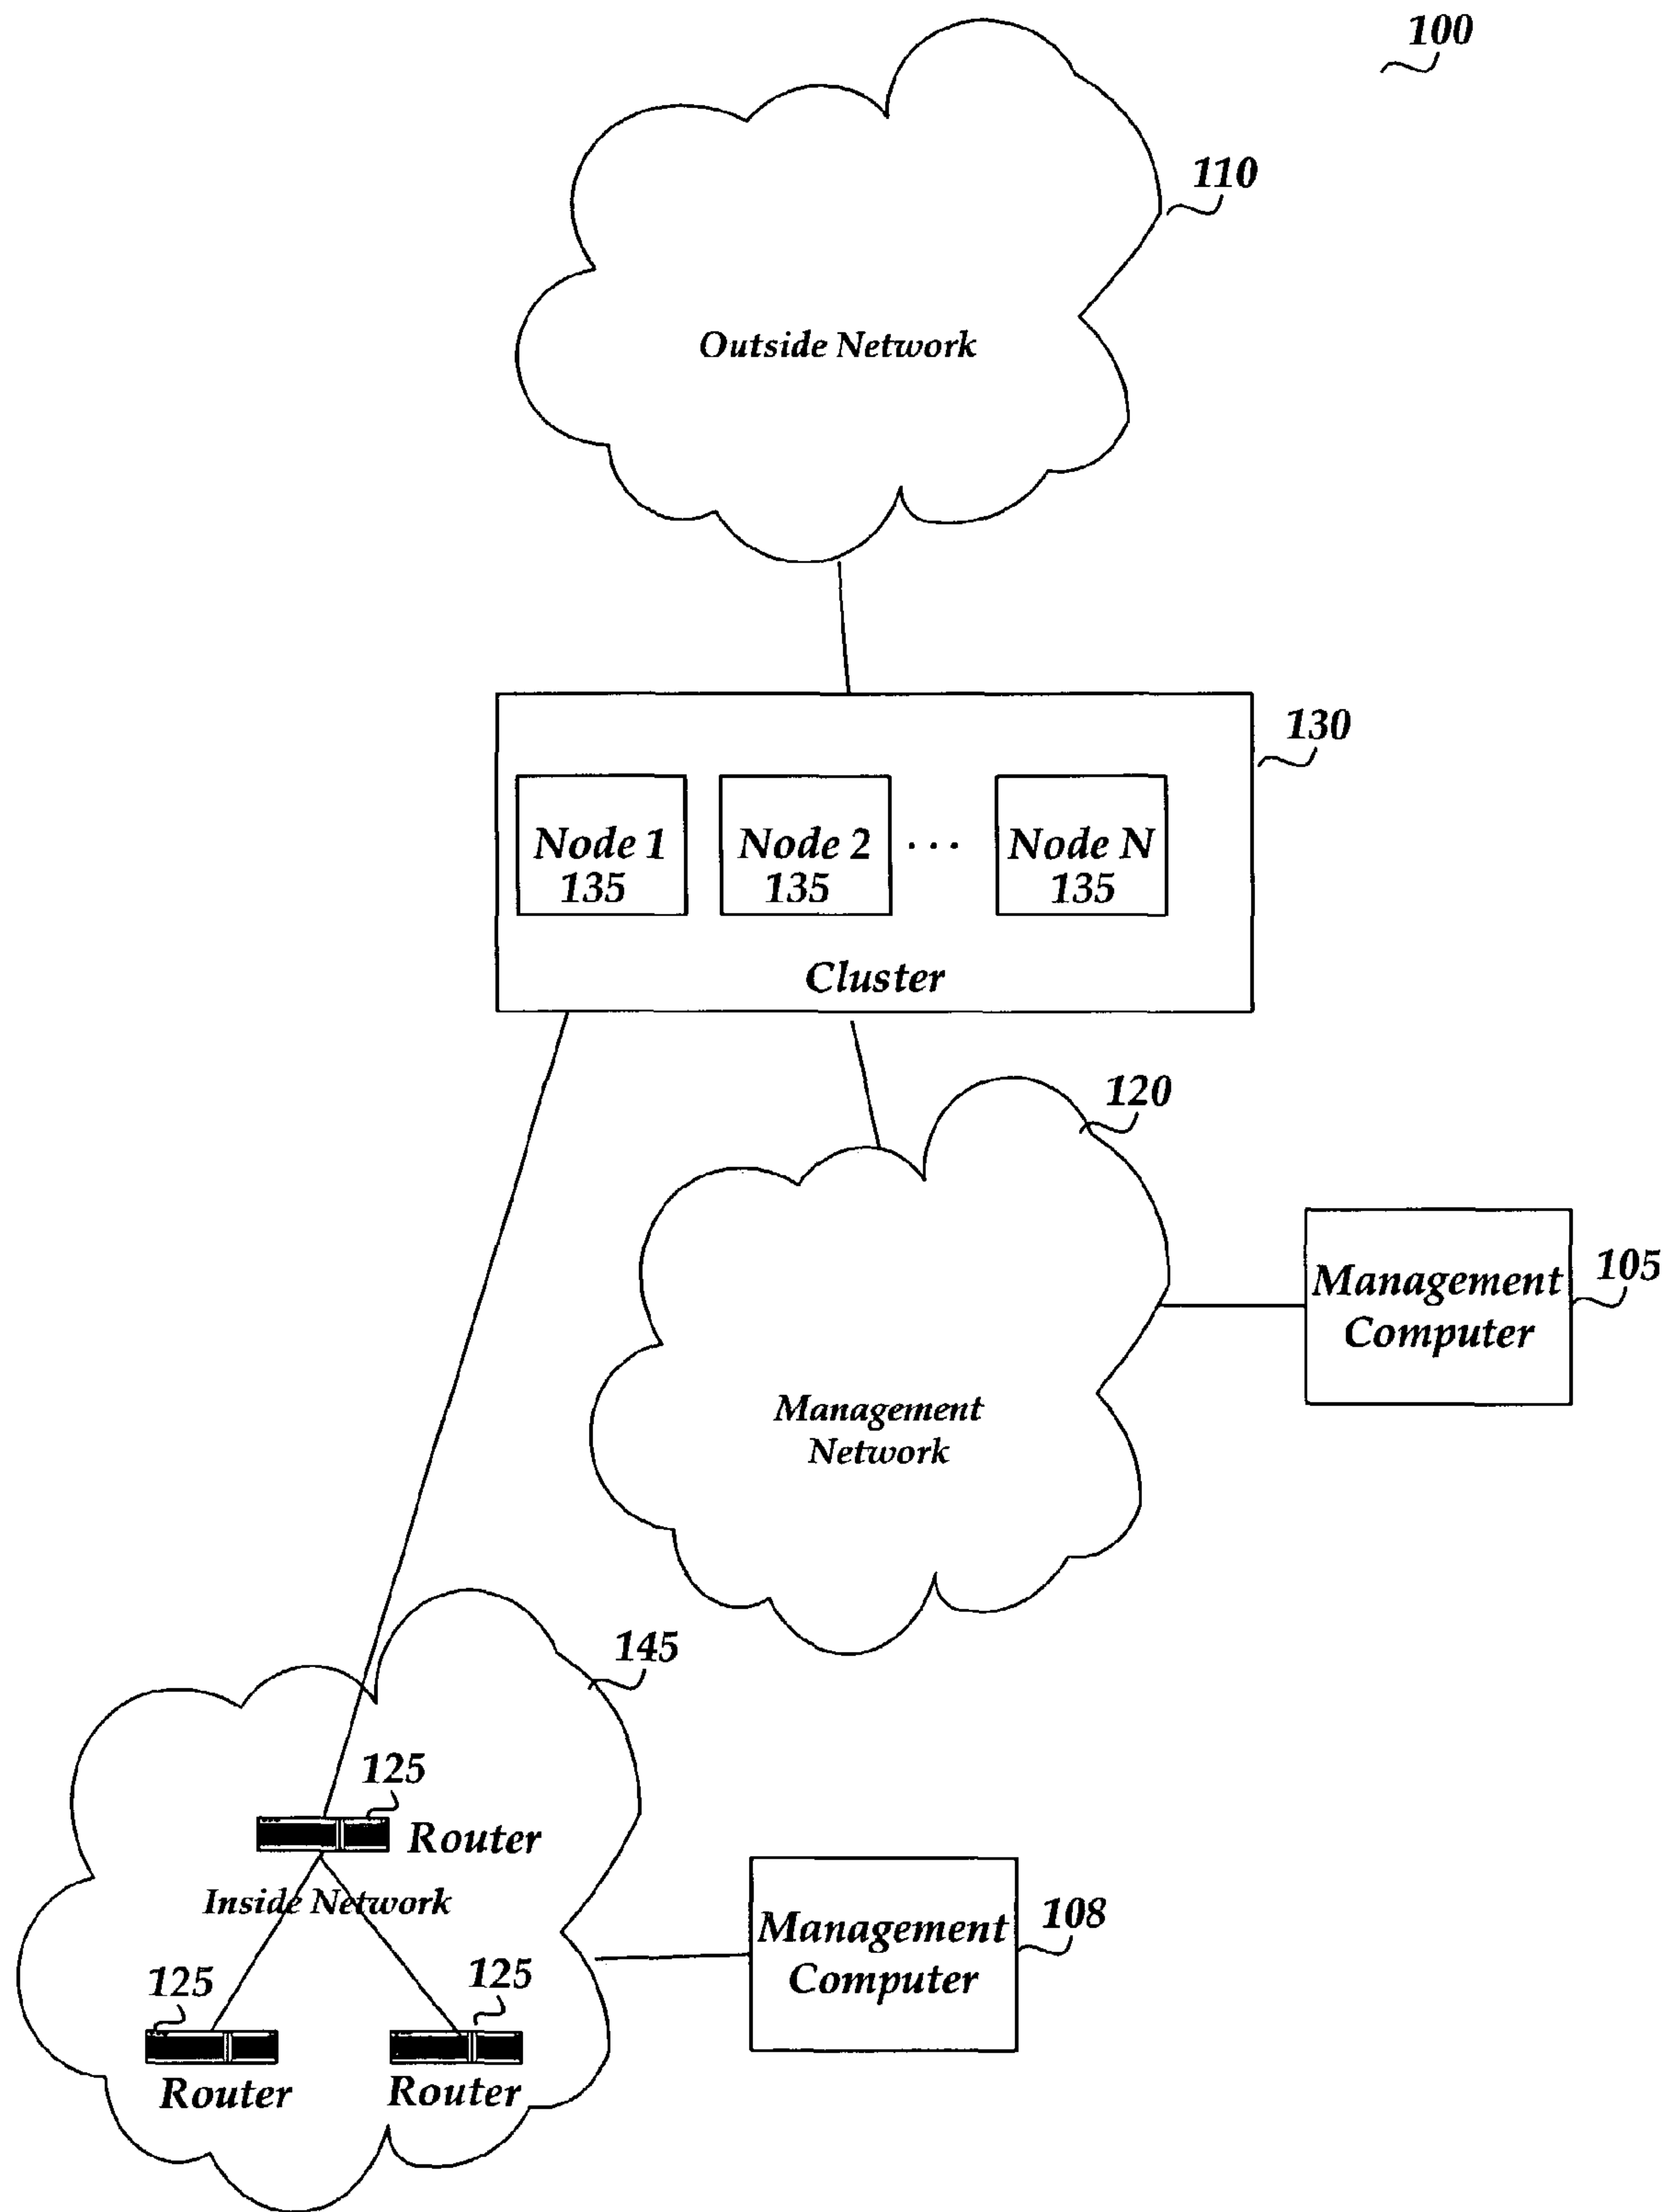 100
110
Outside Network
130
Node 1
135
Node 2
135
...
Node N
135
Cluster
120
Management
Computer
105
Management
Network
145
125
Router
Inside Network
Management
Computer
108
125
Router
125
Router